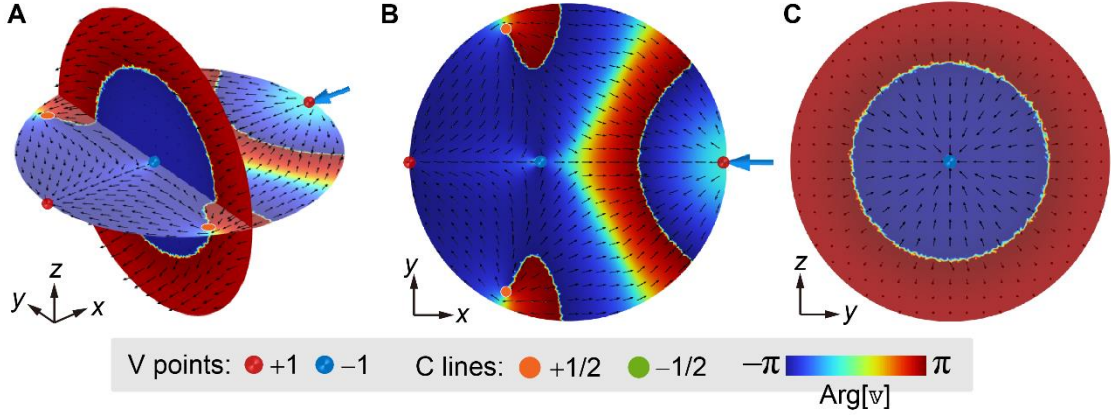 A
B
C
z
y
x
y
x
z
y
V points: +1 −1 C lines: +1/2 −1/2 −π π
Arg[𝕧]